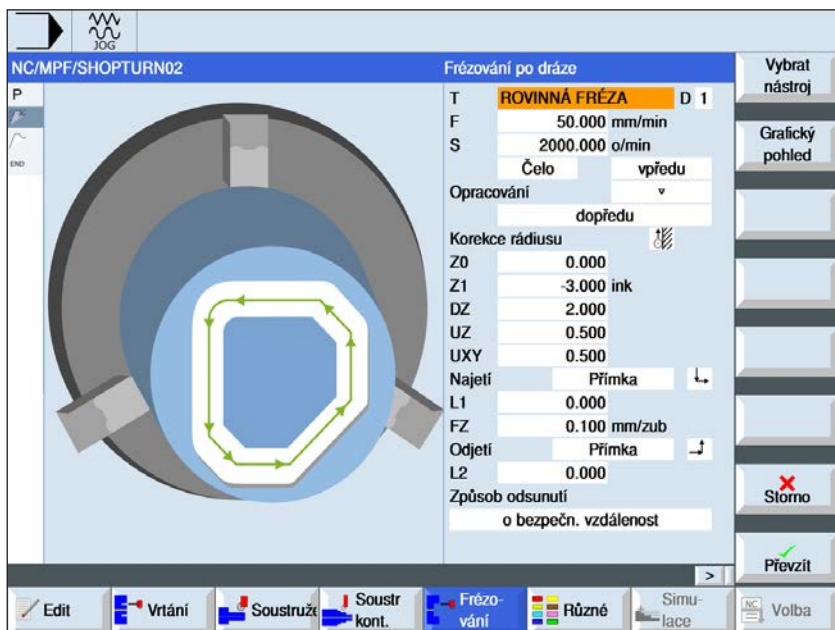 JOG
NC/MPF/SHOPTURN02
Frézování po dráze
P
END
T ROVINNÁ FRÉZA D 1
F 50.000 mm/min
S 2000.000 o/min
Čelo vpředu
Opracování ▿
dopředu
Korekce rádiusu
Z0 0.000
Z1 -3.000 ink
DZ 2.000
UZ 0.500
UXY 0.500
Najetí Přímka
L1 0.000
FZ 0.100 mm/zub
Odjetí Přímka
L2 0.000
Způsob odsunutí
o bezpečn. vzdálenost
Vybrat
nástroj
Grafický
pohled
Storno
Převzít
>
Edit
Vrtání
Soustruže
Soustr
kont.
Frézo-
vání
Různé
Simu-
lace
NC
Volba